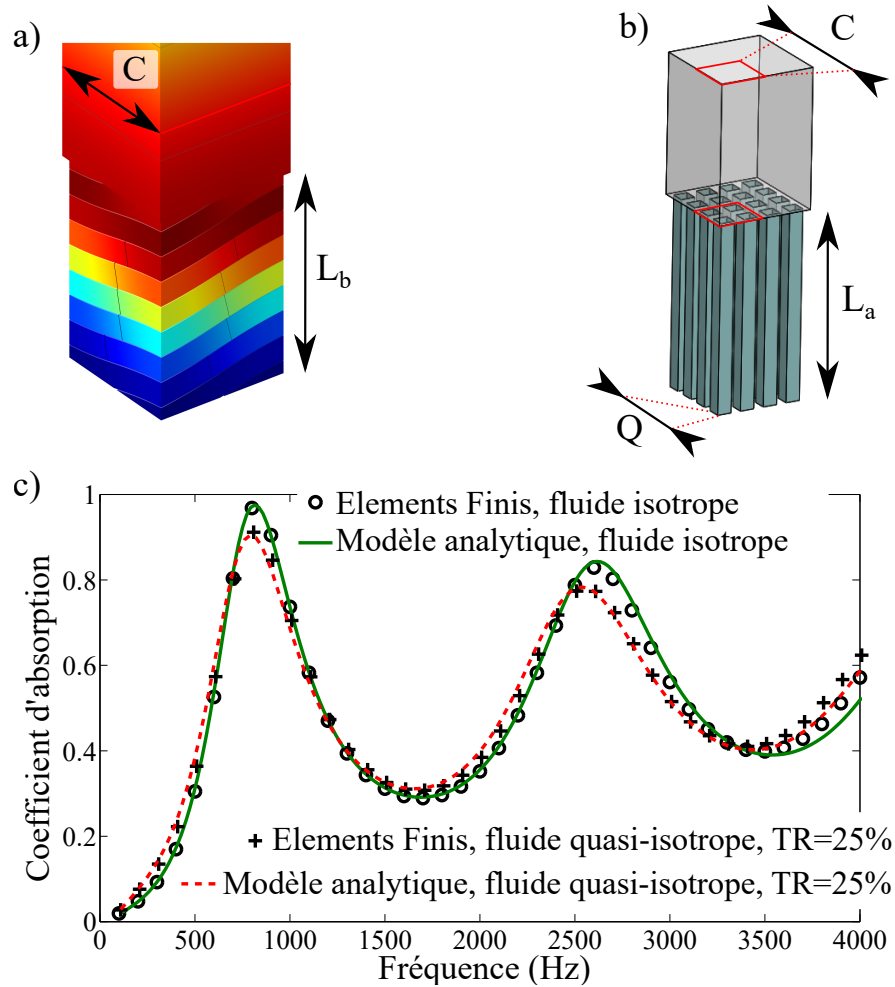 a)
C
L_b
b)
C
L_a
Q
c)
Coefficient d'absorption
1
0.8
0.6
0.4
0.2
0
Elements Finis, fluide isotrope
Modèle analytique, fluide isotrope
Elements Finis, fluide quasi-isotrope, TR=25%
Modèle analytique, fluide quasi-isotrope, TR=25%
0 500 1000 1500 2000 2500 3000 3500 4000
Fréquence (Hz)